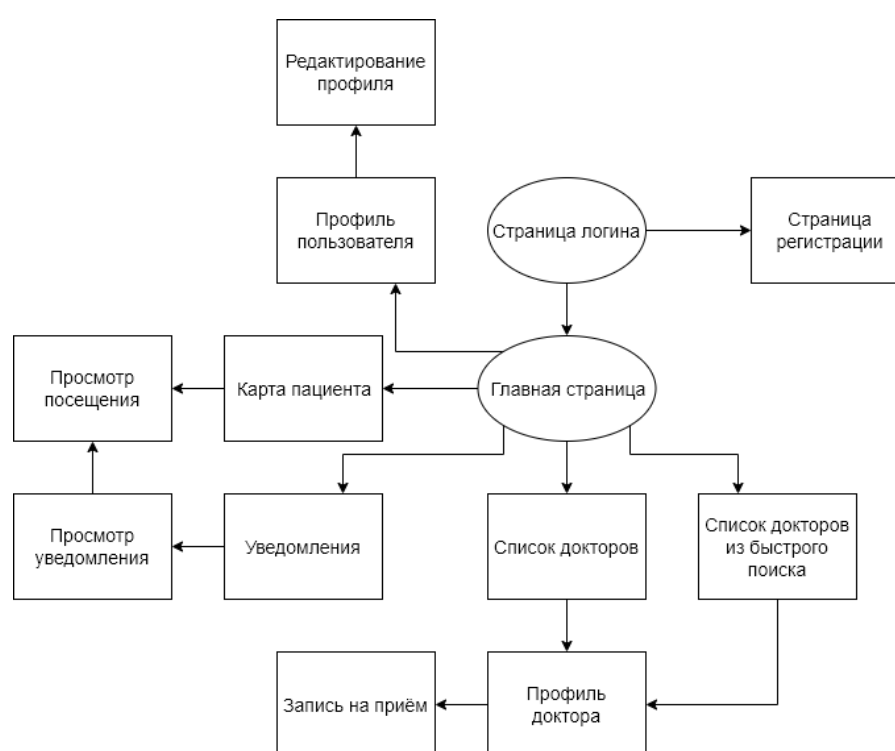 Редактирование
профиля
Профиль
пользователя
Страница логина
Страница
регистрации
Просмотр
посещения
Карта пациента
Главная страница
Просмотр
уведомления
Уведомления
Список докторов
Список докторов
из быстрого
поиска
Запись на приём
Профиль
доктора